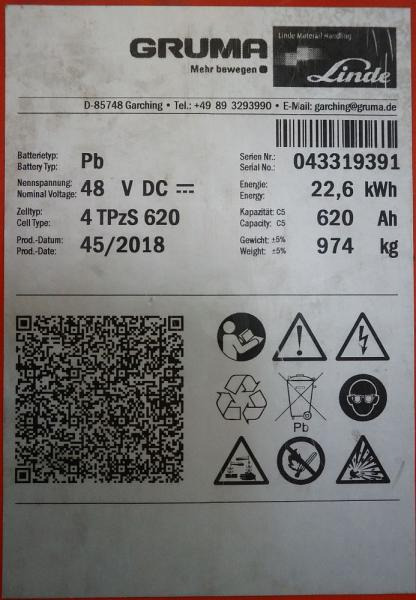 GRUMA
Mehr bewegen
Linde Material Handling
Linde
D-85748 Garching • Tel.: +49 89 3293990 • E-Mail: garching@gruma.de
Batterietyp:
Battery Typ: Pb
Serien Nr.:
Serial No.: 043319391
Nennspannung:
Nominal Voltage: 48 V DC
Energie:
Energy: 22,6 kWh
Zelltyp:
Cell Type: 4 TPzS 620
Kapazität: C5
Capacity: C5 620 Ah
Prod.-Datum:
Prod.-Date: 45/2018
Gewicht: ±5%
Weight: ±5% 974 kg
Pb